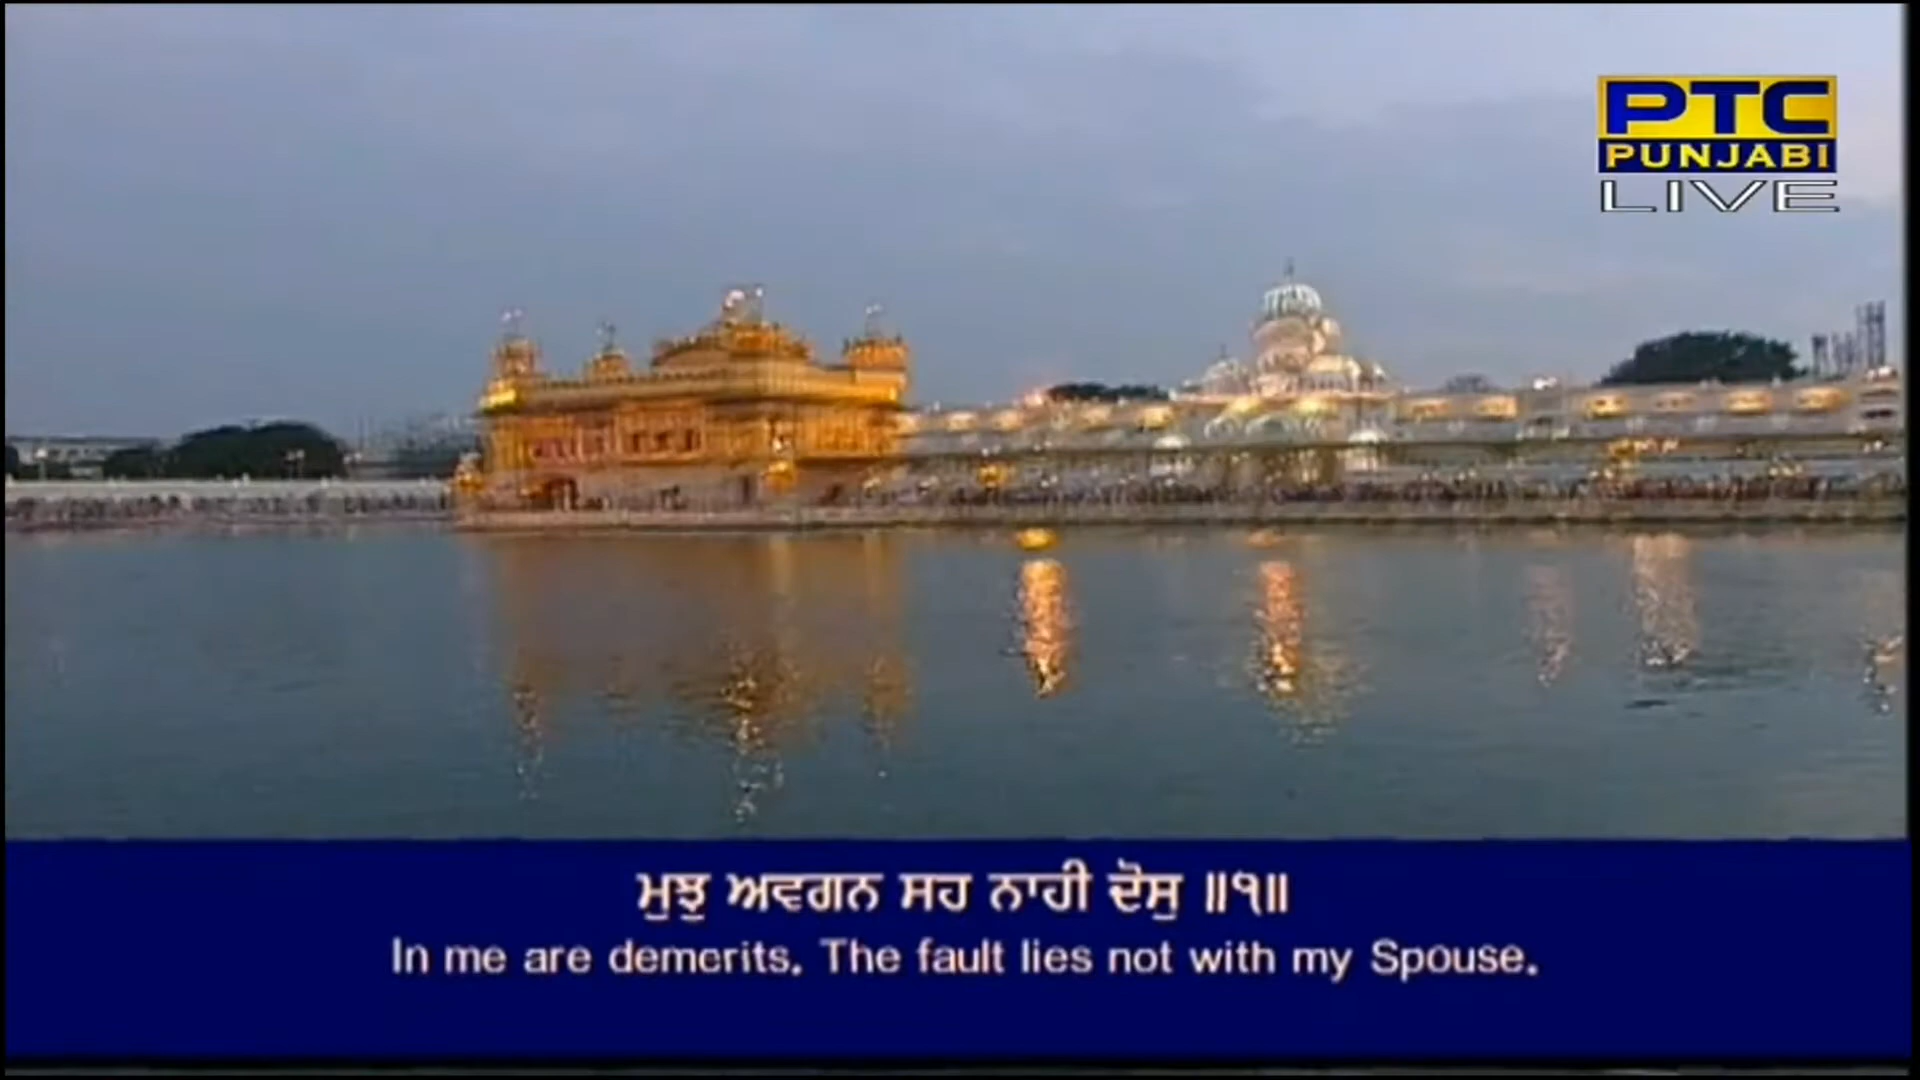 PTC
PUNJABI
LIVE
ਮੁਝੁ ਅਵਗਨ ਸਹ ਨਾਹੀ ਦੋਸੁ ॥੧॥
In me are demerits. The fault lies not with my Spouse.